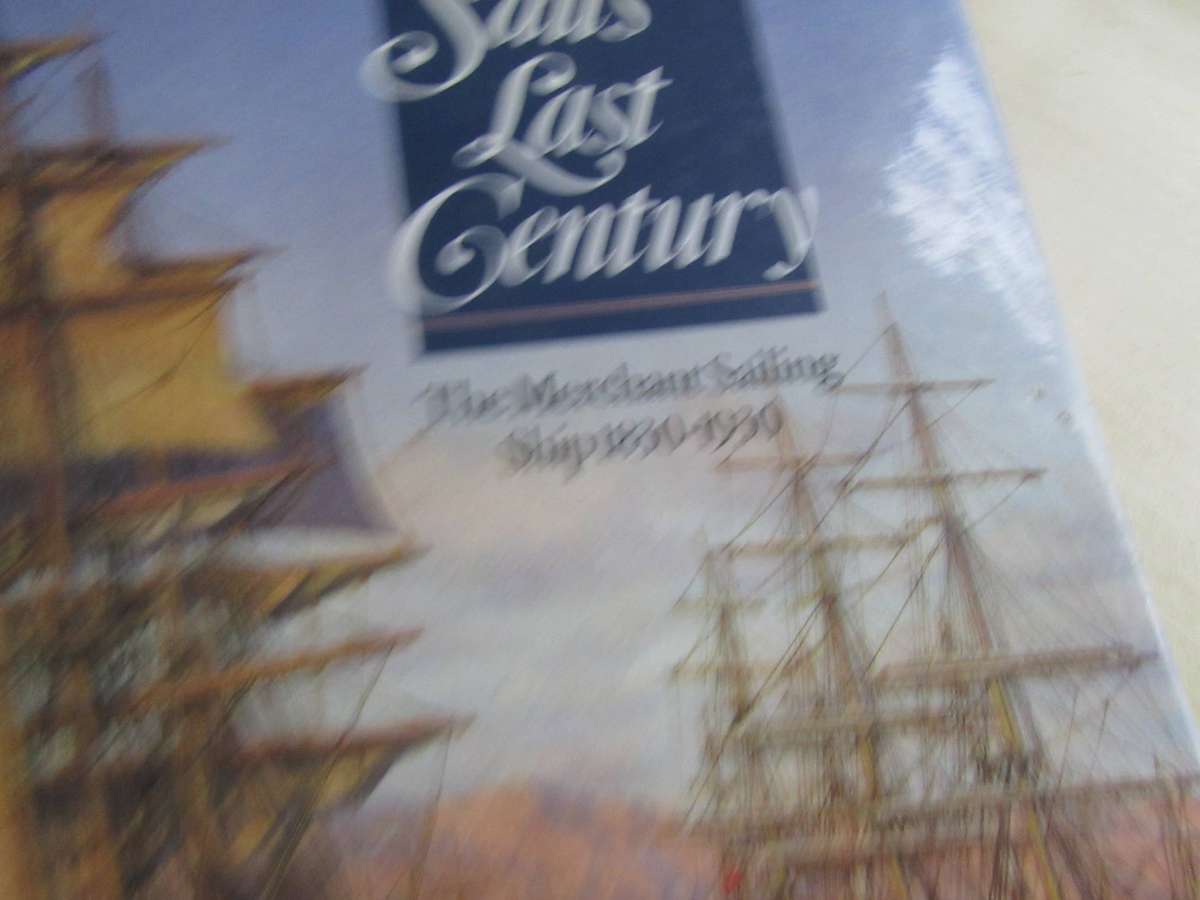 Sails
Last
Century
The Merchant Sailing
Ship 1830-1930